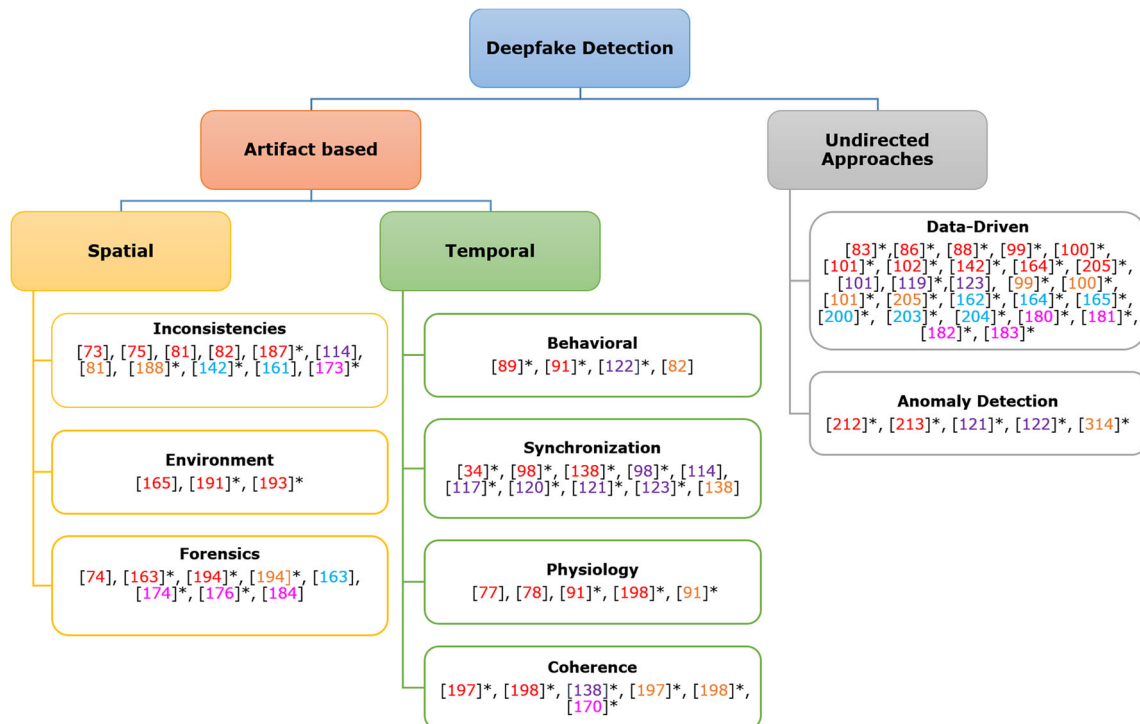 Deepfake Detection
Artifact based
Undirected
Approaches
Spatial
Temporal
Inconsistencies
[73], [75], [81], [82], [187]*, [114],
[81], [188]*, [142]*, [161], [173]*
Environment
[165], [191]*, [193]*
Forensics
[74], [163]*, [194]*, [194]*, [163],
[174]*, [176]*, [184]
Behavioral
[89]*, [91]*, [122]*, [82]
Synchronization
[34]*, [98]*, [138]*, [98]*, [114],
[117]*, [120]*, [121]*, [123]*, [138]
Physiology
[77], [78], [91]*, [198]*, [91]*
Coherence
[197]*, [198]*, [138]*, [197]*, [198]*,
[170]*
Data-Driven
[83]*,[86]*, [88]*, [99]*, [100]*,
[101]*, [102]*, [142]*, [164]*, [205]*,
[101], [119]*,[123], [99]*, [100]*,
[101]*, [205]*, [162]*, [164]*, [165]*,
[200]*, [203]*, [204]*, [180]*, [181]*,
[182]*, [183]*
Anomaly Detection
[212]*, [213]*, [121]*, [122]*, [314]*